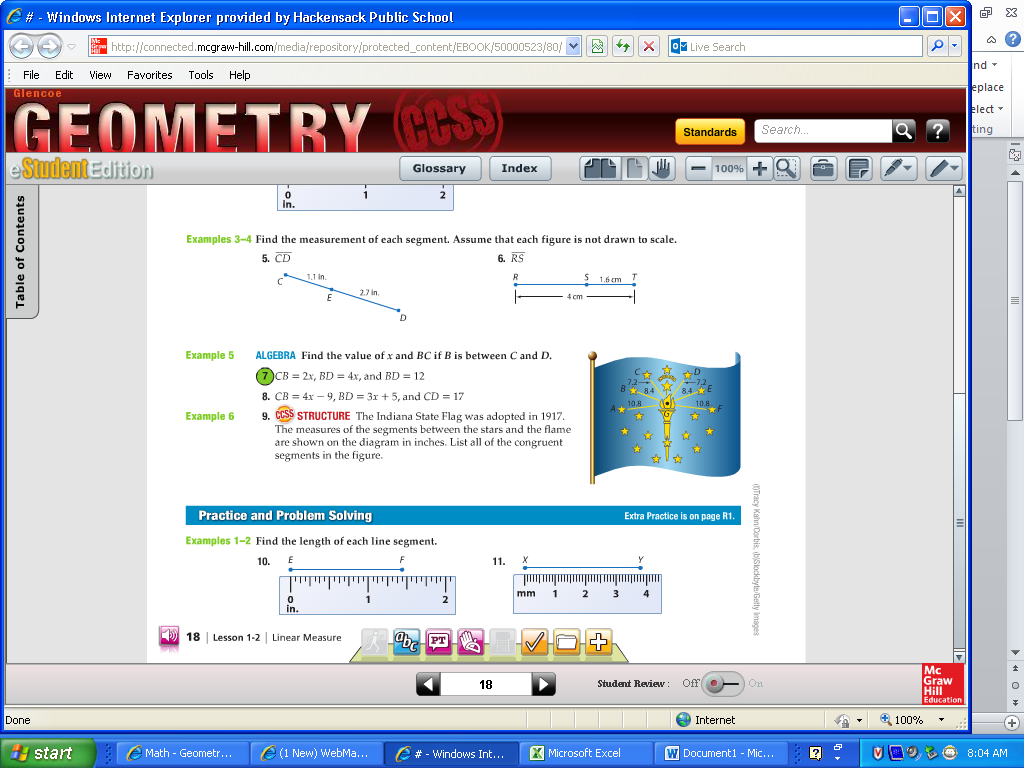 # - Windows Internet Explorer provided by Hackensack Public School
http://connected.mcgraw-hill.com/media/repository/protected_content/EBOOK/50000523/80/
Live Search
File Edit View Favorites Tools Help
nd
eplace
elect
ting
Glencoe
GEOMETRY
CCSS
Standards
Search...
?
eStudentEdition
Glossary
Index
100%
Table of Contents
0 1 2
in.
Examples 3–4 Find the measurement of each segment. Assume that each figure is not drawn to scale.
5. CD
6. RS
C 1.1 in. E 2.7 in. D
R S 1.6 cm T
4 cm
Example 5 ALGEBRA Find the value of x and BC if B is between C and D.
7 CB = 2x, BD = 4x, and BD = 12
8. CB = 4x − 9, BD = 3x + 5, and CD = 17
Example 6 9. CCSS STRUCTURE The Indiana State Flag was adopted in 1917.
The measures of the segments between the stars and the flame
are shown on the diagram in inches. List all of the congruent
segments in the figure.
C D
7.2 7.2
B 8.4 8.4 E
10.8 10.8
A F
(t)Tracy Kahn/Corbis, (b)Stockbyte/Getty Images
Practice and Problem Solving Extra Practice is on page R1.
Examples 1–2 Find the length of each line segment.
10. E F
0 1 2
in.
11. X Y
mm 1 2 3 4
18 | Lesson 1-2 | Linear Measure
abc
PT
18
Student Review : Off On
Mc
Graw
Hill
Education
Done
Internet
100%
start
Math - Geometr...
(1 New) WebMa...
# - Windows Int...
Microsoft Excel
Document1 - Mic...
8:04 AM